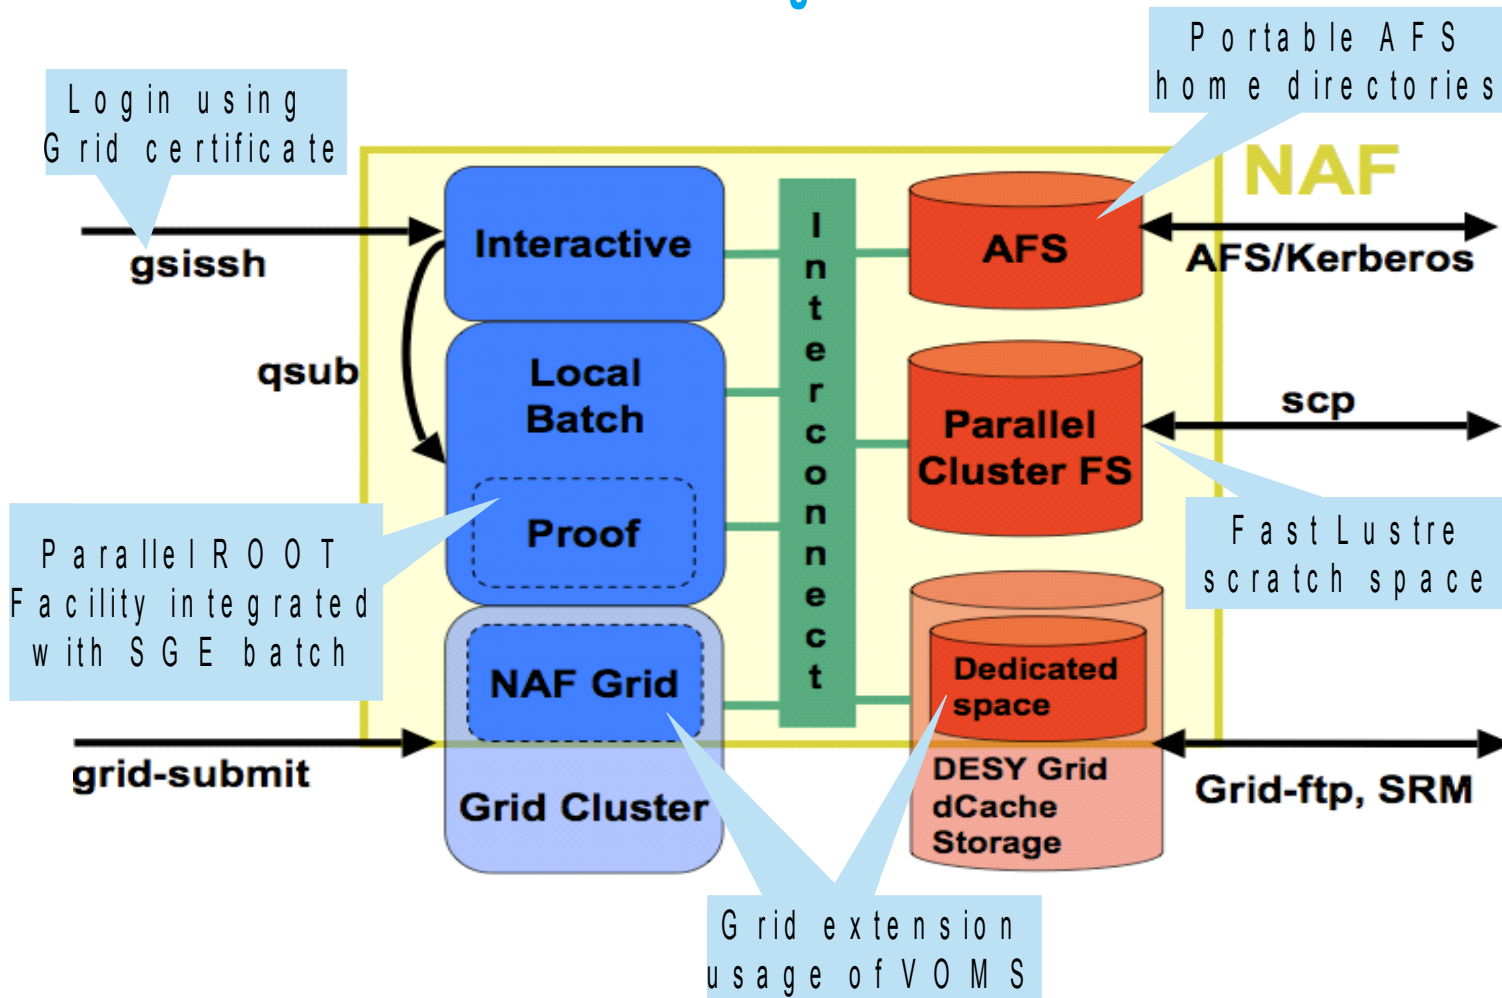 Portable AFS
home directories
Login using
Grid certificate
NAF
Interactive
AFS
gsissh
AFS/Kerberos
Interconnect
qsub
Local
Batch
Parallel
Cluster FS
scp
Proof
Parallel ROOT
Facility integrated
with SGE batch
Fast Lustre
scratch space
NAF Grid
Dedicated
space
grid-submit
Grid Cluster
DESY Grid
dCache
Storage
Grid-ftp, SRM
Grid extension
usage of VOMS